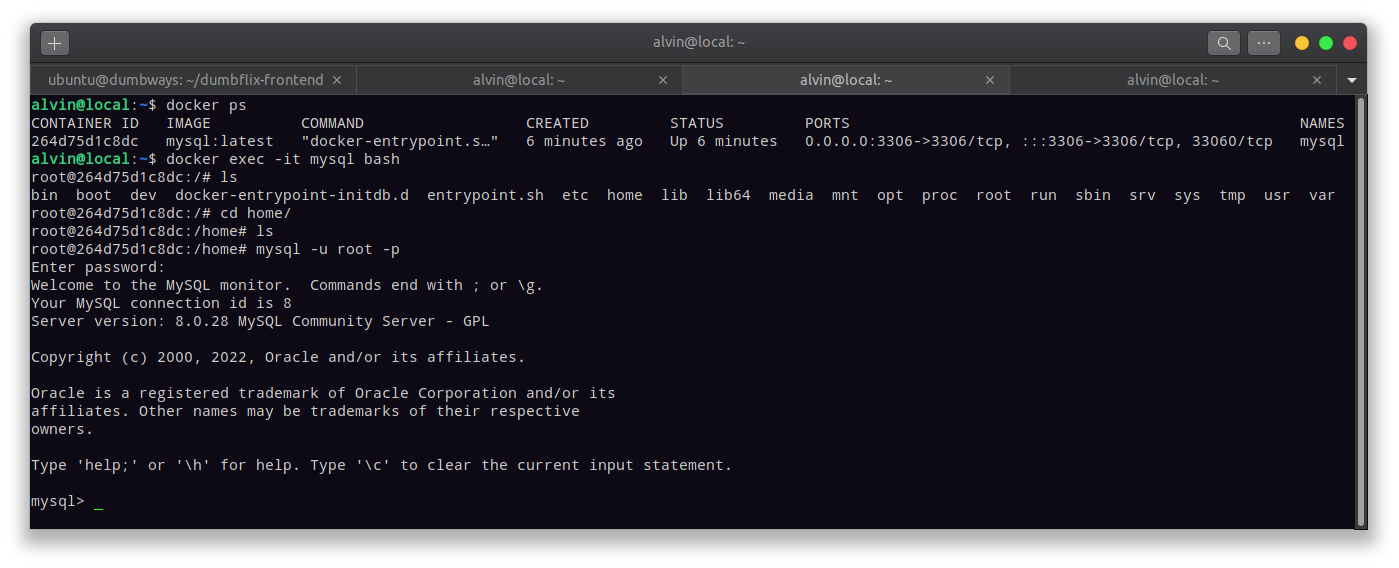 alvin@local: ~
ubuntu@dumbways: ~/dumbflix-frontend × alvin@local: ~ × alvin@local: ~ × alvin@local: ~ ×
alvin@local:~$ docker ps
CONTAINER ID   IMAGE          COMMAND                  CREATED         STATUS         PORTS                                                  NAMES
264d75d1c8dc   mysql:latest   "docker-entrypoint.s…"   6 minutes ago   Up 6 minutes   0.0.0.0:3306->3306/tcp, :::3306->3306/tcp, 33060/tcp   mysql
alvin@local:~$ docker exec -it mysql bash
root@264d75d1c8dc:/# ls
bin  boot  dev  docker-entrypoint-initdb.d  entrypoint.sh  etc  home  lib  lib64  media  mnt  opt  proc  root  run  sbin  srv  sys  tmp  usr  var
root@264d75d1c8dc:/# cd home/
root@264d75d1c8dc:/home# ls
root@264d75d1c8dc:/home# mysql -u root -p
Enter password:
Welcome to the MySQL monitor.  Commands end with ; or \g.
Your MySQL connection id is 8
Server version: 8.0.28 MySQL Community Server - GPL
Copyright (c) 2000, 2022, Oracle and/or its affiliates.
Oracle is a registered trademark of Oracle Corporation and/or its
affiliates. Other names may be trademarks of their respective
owners.
Type 'help;' or '\h' for help. Type '\c' to clear the current input statement.
mysql> _